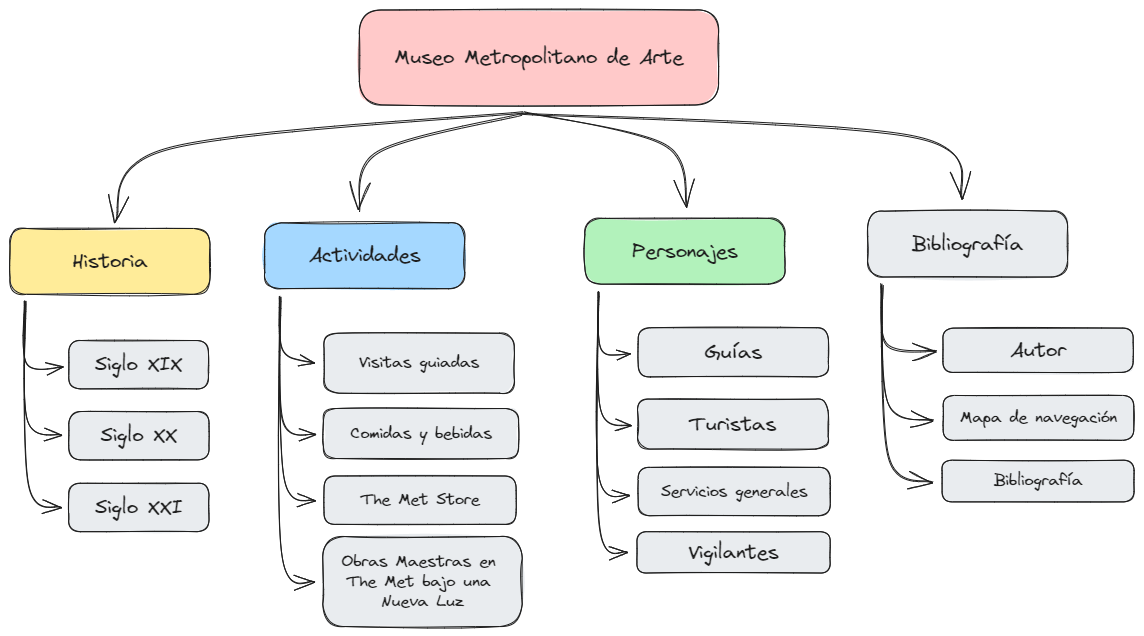 Museo Metropolitano de Arte
Historia
Siglo XIX
Siglo XX
Siglo XXI
Actividades
Visitas guiadas
Comidas y bebidas
The Met Store
Obras Maestras en
The Met bajo una
Nueva Luz
Personajes
Guías
Turistas
Servicios generales
Vigilantes
Bibliografía
Autor
Mapa de navegación
Bibliografía